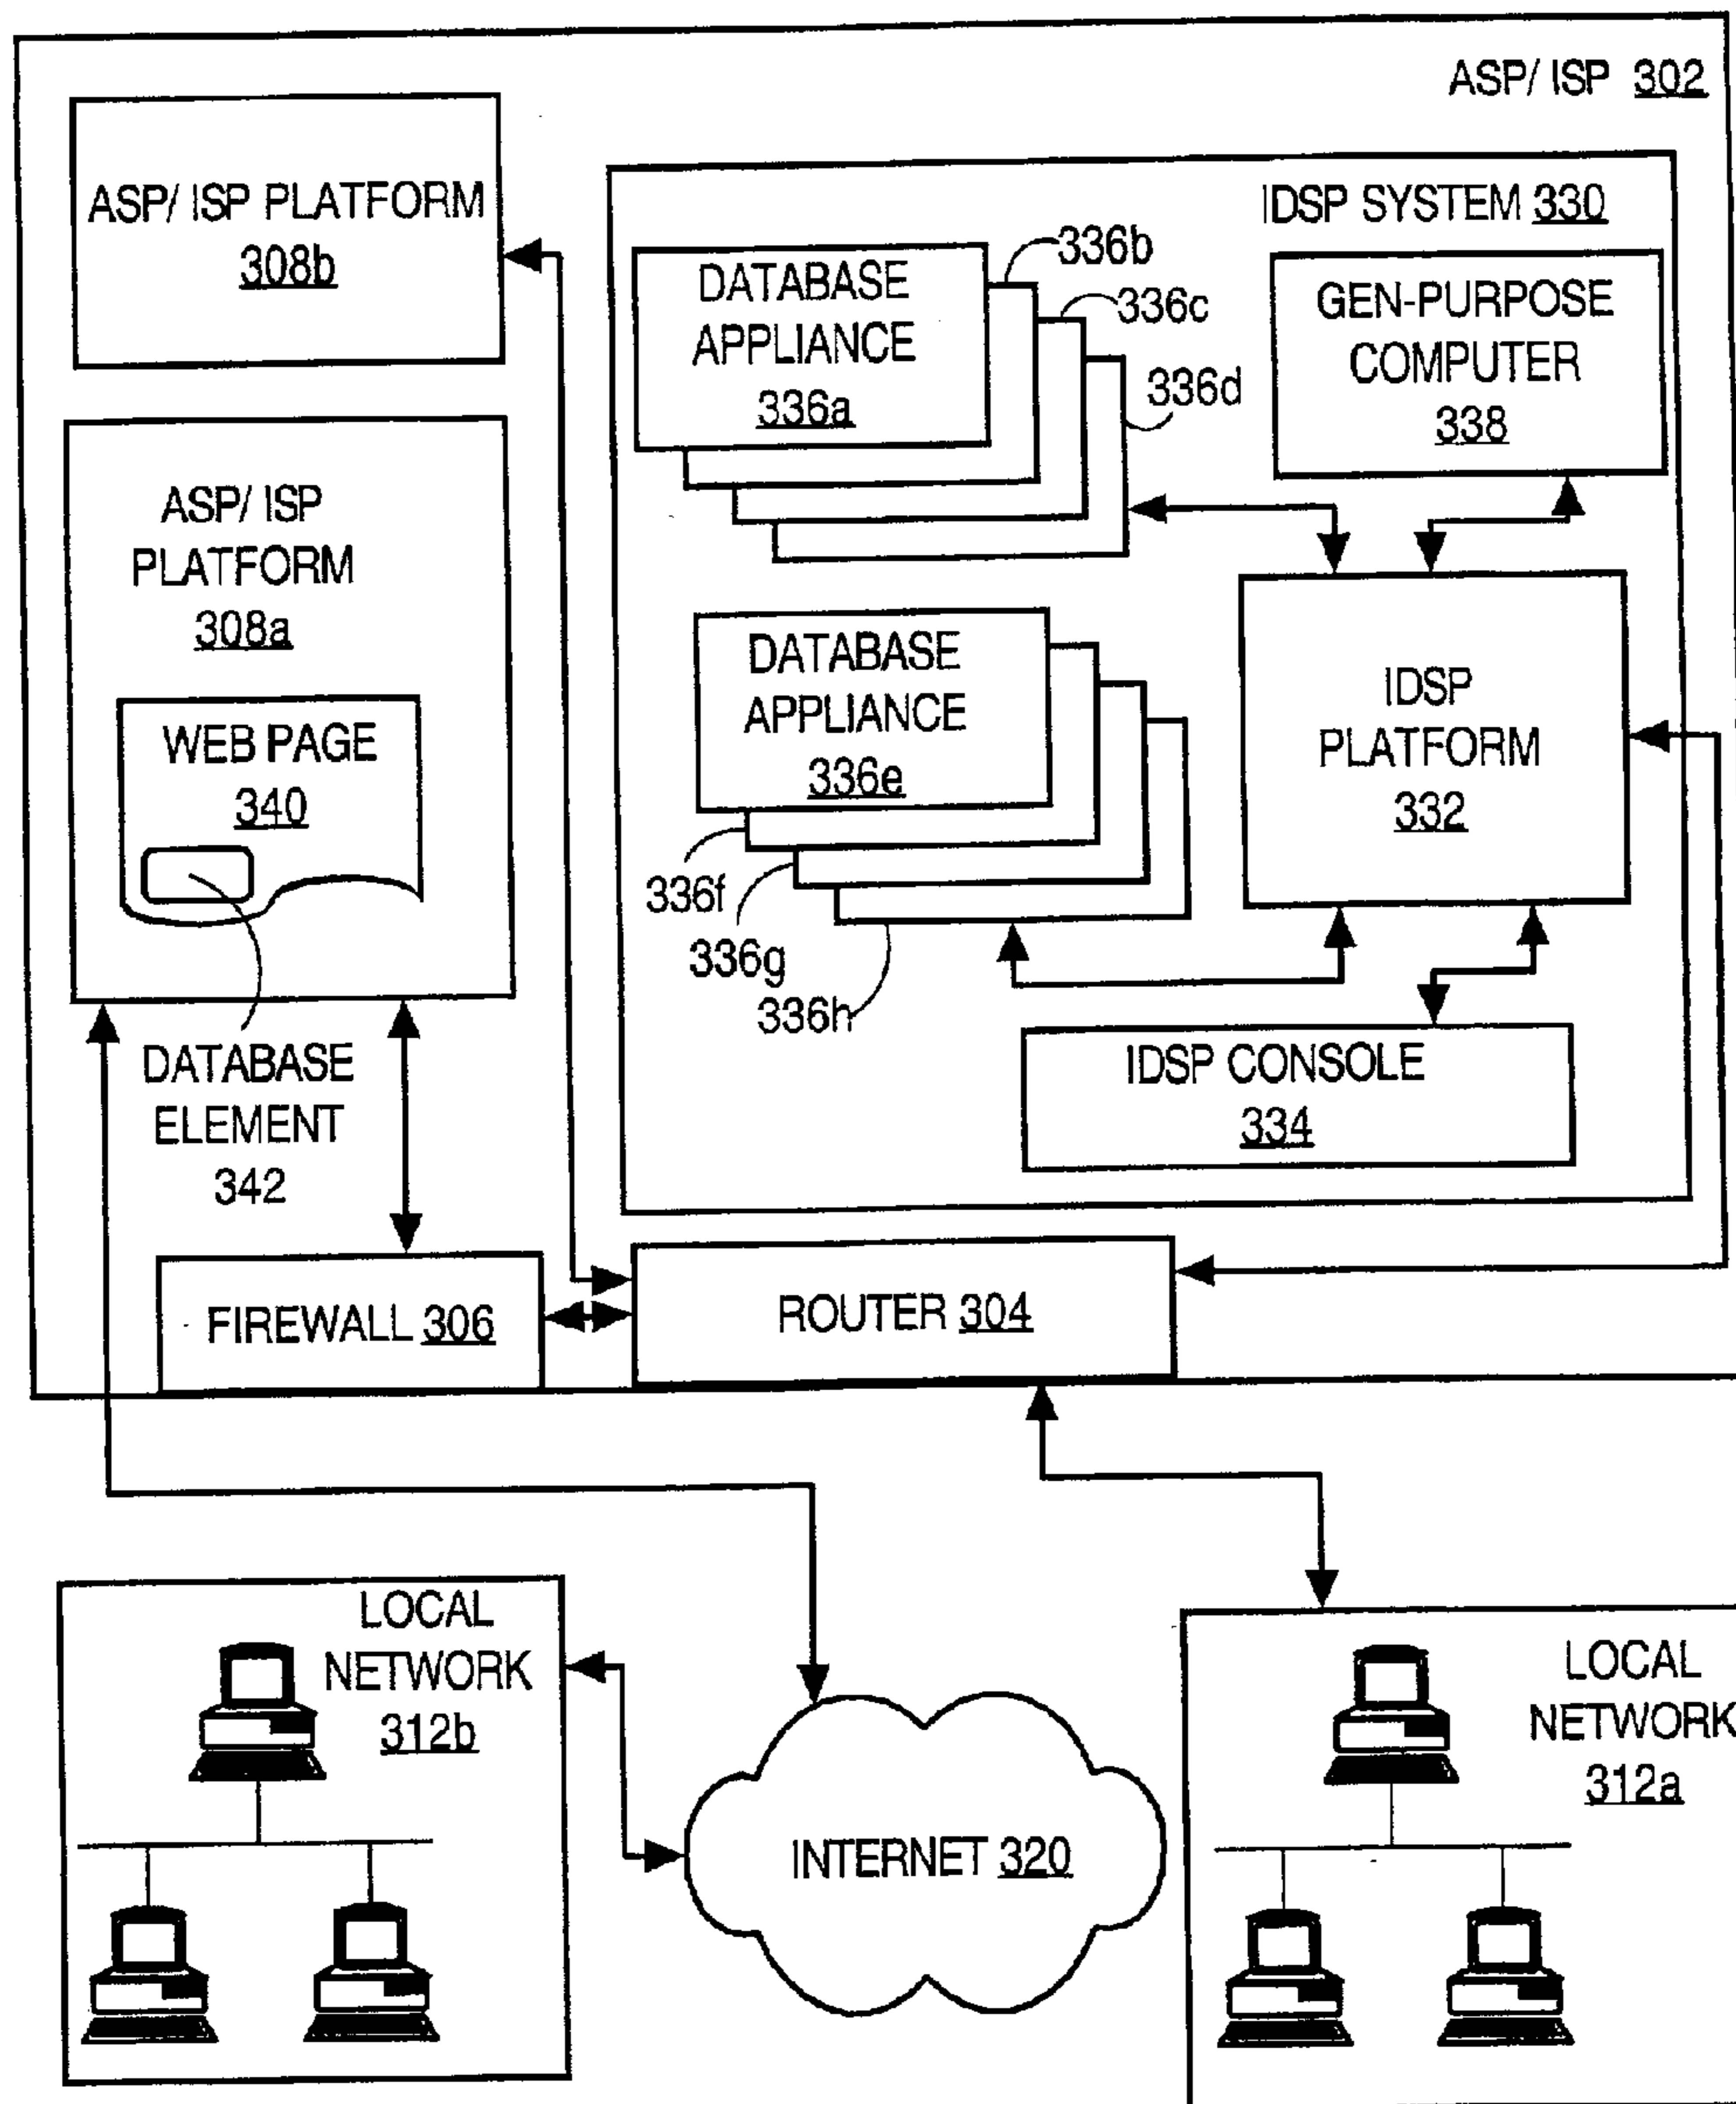 ASP/ ISP 302
ASP/ ISP PLATFORM
308b
IDSP SYSTEM 330
DATABASE
APPLIANCE
336a
336b
336c
336d
GEN-PURPOSE
COMPUTER
338
ASP/ ISP
PLATFORM
308a
WEB PAGE
340
DATABASE
APPLIANCE
336e
336f
336g
336h
IDSP
PLATFORM
332
DATABASE
ELEMENT
342
IDSP CONSOLE
334
FIREWALL 306
ROUTER 304
LOCAL
NETWORK
312b
INTERNET 320
LOCAL
NETWORK
312a